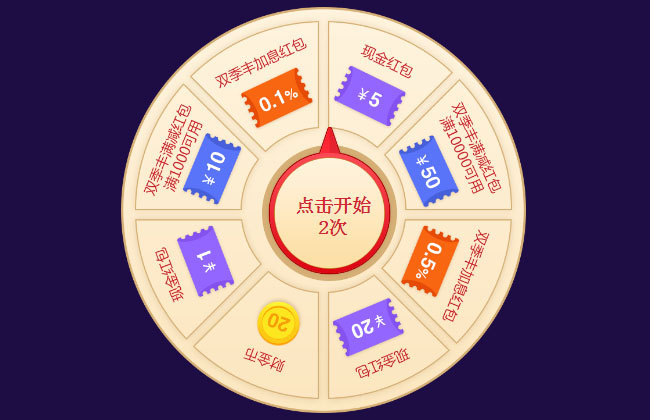 现金红包
¥5
双季丰满减红包
满10000可用
¥50
双季丰加息红包
0.5%
现金红包
¥20
财金币
20
现金红包
¥1
双季丰满减红包
满1000可用
¥10
双季丰加息红包
0.1%
点击开始
2次